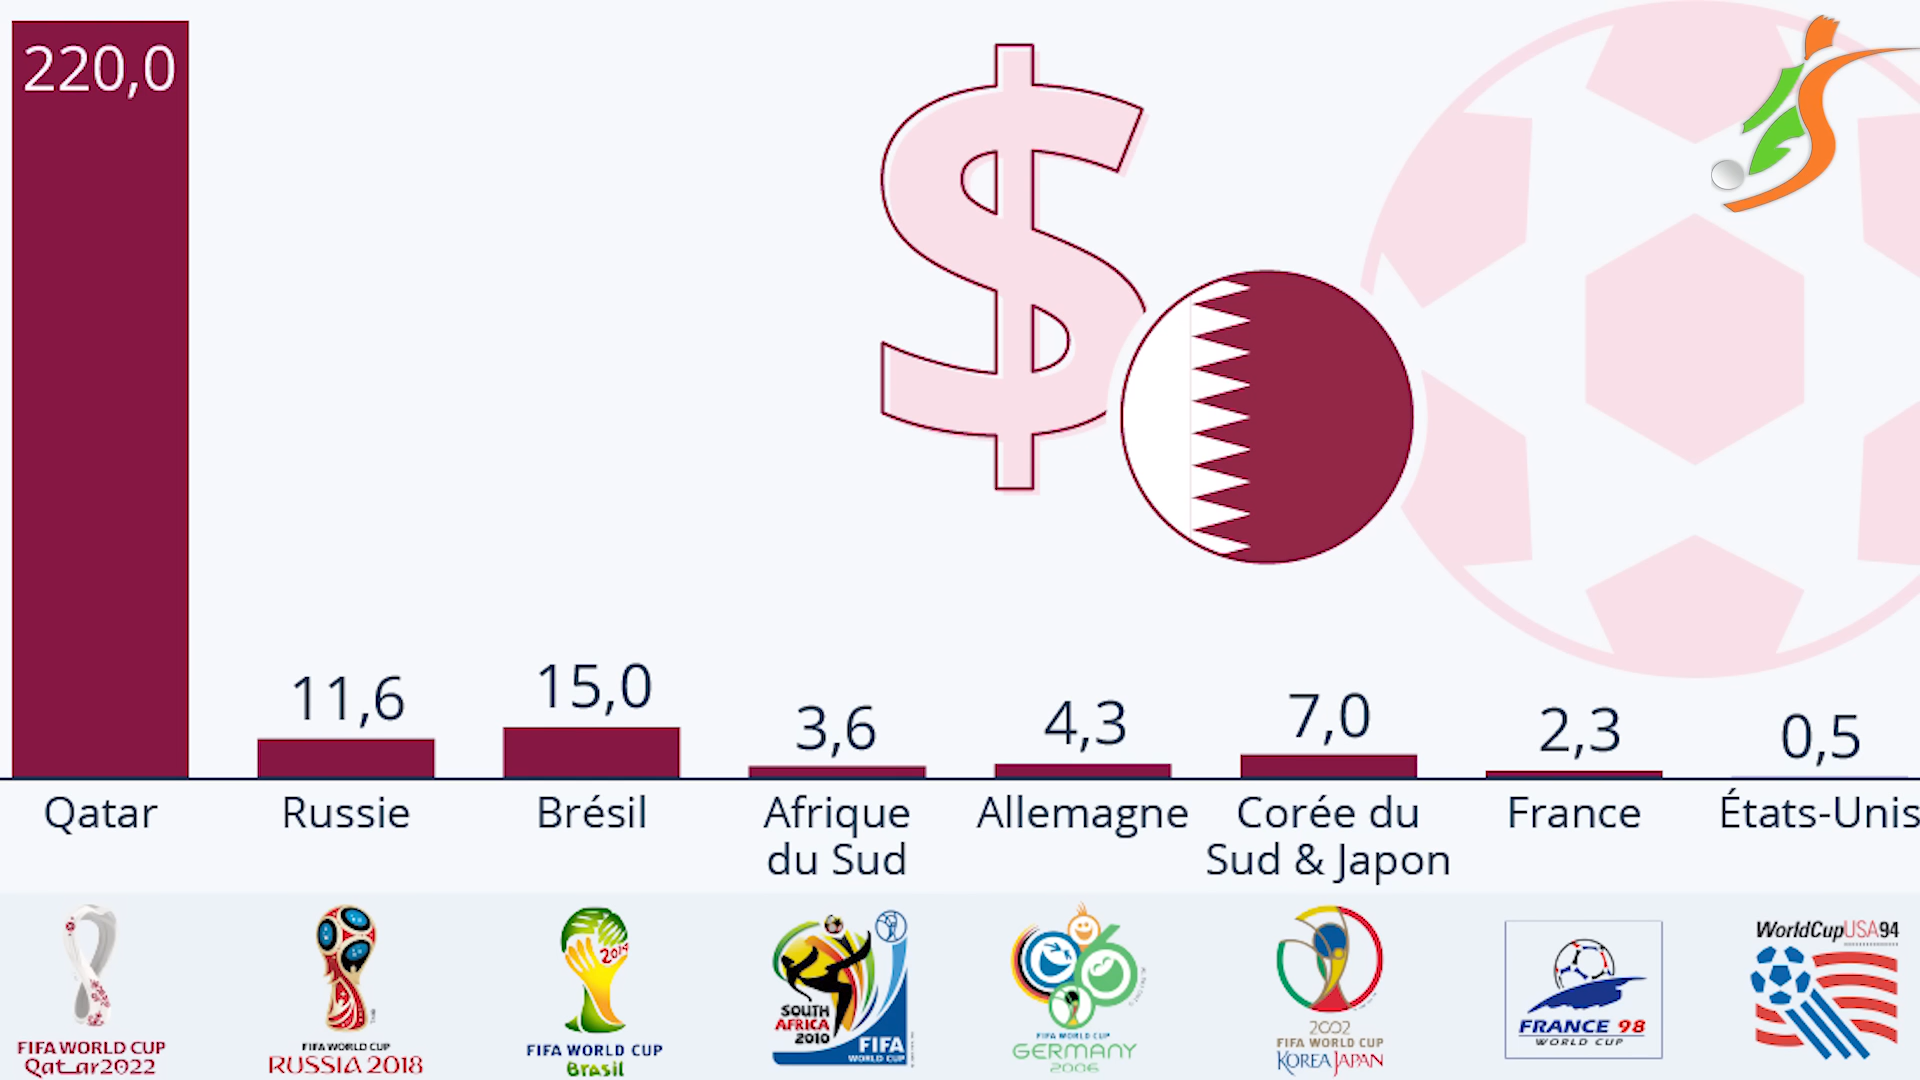 220,0
11,6
15,0
3,6
4,3
7,0
2,3
0,5
Qatar
Russie
Brésil
Afrique
du Sud
Allemagne
Corée du
Sud & Japon
France
États-Unis
FIFA WORLD CUP
Qatar2022
FIFA WORLD CUP
RUSSIA 2018
2014
FIFA WORLD CUP
Brasil
SOUTH
AFRICA
2010
FIFA
WORLD CUP
FIFA WORLD CUP
GERMANY
2006
2002
FIFA WORLD CUP
KOREAJAPAN
FRANCE 98
WORLD CUP
WorldCupUSA94